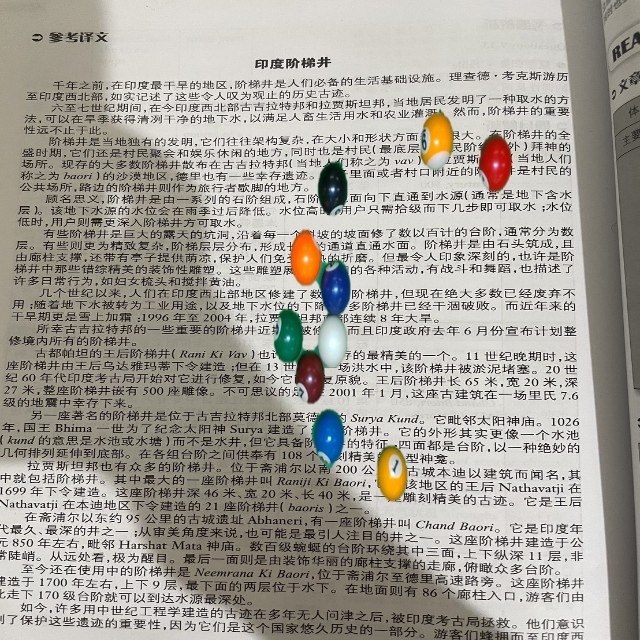 参考译文
印度阶梯井
千年之前,在印度最干旱的地区,阶梯井是人们必备的生活基础设施。理查德·考克斯游历
至印度西北部,如实记述了这些令人叹为观止的历史古迹。
六至七世纪期间,在今印度西北部古吉拉特邦和拉贾斯坦邦,当地居民发明了一种取水的方
法,可以在旱季获得清冽干净的地下水,以满足人畜生活用水和农业灌溉。然而,阶梯井的重要
性远不止于此。
阶梯井是当地独有的发明,它们往往架构复杂,在大小和形状方面 很大。在阶梯井的全
盛时期,它们还是村民聚会和娱乐休闲的地方,同时也是村民(最底层 民阶 外)拜神的
场所。现存的大多数阶梯井散布在古吉拉特邦(当地人们称之为 vav) 拉贾斯 (当地人们
称之为 baori)的沙漠地区,德里也有一些幸存遗迹。 里面或者村口附近的 井是村民的
公共场所,路边的阶梯井则作为旅行者歇脚的地方。
顾名思义,阶梯井是由一系列的石阶组成,石阶 面向下直通到水源(通常是地下含水
层)。该地下水源的水位会在雨季过后降低。水位高 用户只需拾级而下几步即可取水;水位
低时,用户则需更深入阶梯井方可取水。
有些阶梯井是巨大的露天的坑洞,沿着每一 坡的坡面修了数以百计的台阶,通常分为数
层。有些则更为精致复杂,阶梯层层分布,形成长 的通道直通水面。阶梯井是由石头筑成,且
由廊柱支撑,还带有亭子提供荫凉,保护人们免 热的折磨。但最令人印象深刻的,也许是阶
梯井中那些错综精美的装饰性雕塑。这些雕塑展 的各种活动,有战斗和舞蹈,也描述了
许多日常行为,如妇女梳头和搅拌黄油。
几个世纪以来,人们在印度西北部地区修建了数 阶梯井,但现在绝大多数已经废弃不
用;随着地下水被转为工业用途,以及地下水位的下降 多阶梯井已经干涸破败。而近年来的
干旱更是雪上加霜;1996年至2004年,拉贾 坦邦 部连续8年大旱。
所幸古吉拉特邦的一些重要的阶梯井近期 被修 而且印度政府去年6月份宣布计划整
修境内所有的阶梯井。
古都帕坦的王后阶梯井(Rani Ki Vav)也许 存的最精美的一个。11世纪晚期时,这
座阶梯井由王后乌达雅玛蒂下令建造;但在13世 场洪水中,该阶梯井被淤泥堵塞。20世
纪60年代印度考古局开始对它进行修复,如今它 复原貌。王后阶梯井长65米,宽20米,深
27米,整座阶梯井嵌有500座雕像。不可思议的是 2001年1月,这座古建筑在一场里氏7.6
级的地震中幸存下来。
另一座著名的阶梯井是位于古吉拉特邦北部莫德 的 Surya Kund。它毗邻太阳神庙。1026
年,国王 Bhima 一世为了纪念太阳神 Surya 建造了 阶梯井。它的外形其实更像一个水池
(kund 的意思是水池或水塘)而不是水井,但它具备阶 的特征,四面都是台阶,以一种绝妙的
几何排列延伸到底部。在各组台阶之间供奉有108个 型神龛。
拉贾斯坦邦也有众多的阶梯井。位于斋浦尔以南200公 古城本迪以建筑而闻名,其
中就包括阶梯井。其中最大的一座阶梯井叫 Raniji Ki Baori, 该地区的王后 Nathavatji 在
1699年下令建造。这座阶梯井深46米、宽20米、长40米,是一 雕刻精美的古迹。它是王后
Nathavatji 在本迪地区下令建造的21座阶梯井(baoris)之一。
在斋浦尔以东约95公里的古城遗址 Abhaneri,有一座阶梯井叫 Chand Baori。它是印度年
代最久、最深的井之一;从审美角度来说,也可能是最引人注目的井之一。这座阶梯井建造于公
元850年左右,毗邻 Harshat Mata 神庙。数百级蜿蜒的台阶环绕其中三面,上下纵深11层,非
常陡峭。从远处看,极为醒目。最后一面则是由装饰华丽的廊柱支撑的走廊,俯瞰众多台阶。
至今还在使用中的阶梯井是 Neemrana Ki Baori,位于斋浦尔至德里高速路旁。这座阶梯井
建造于1700年左右,上下9层,最下面的两层位于水下。在地面则有86个廊柱入口,游客们由
此走下170级台阶就可以到达水源最深处。
如今,许多用中世纪工程学建造的古迹在多年无人问津之后,被印度考古局拯救。他们意识
到了保护这些遗迹的重要性,因为它们是这个国家悠久历史的一部分。游客们蜂拥而至印度西
REA
文章
体
主要